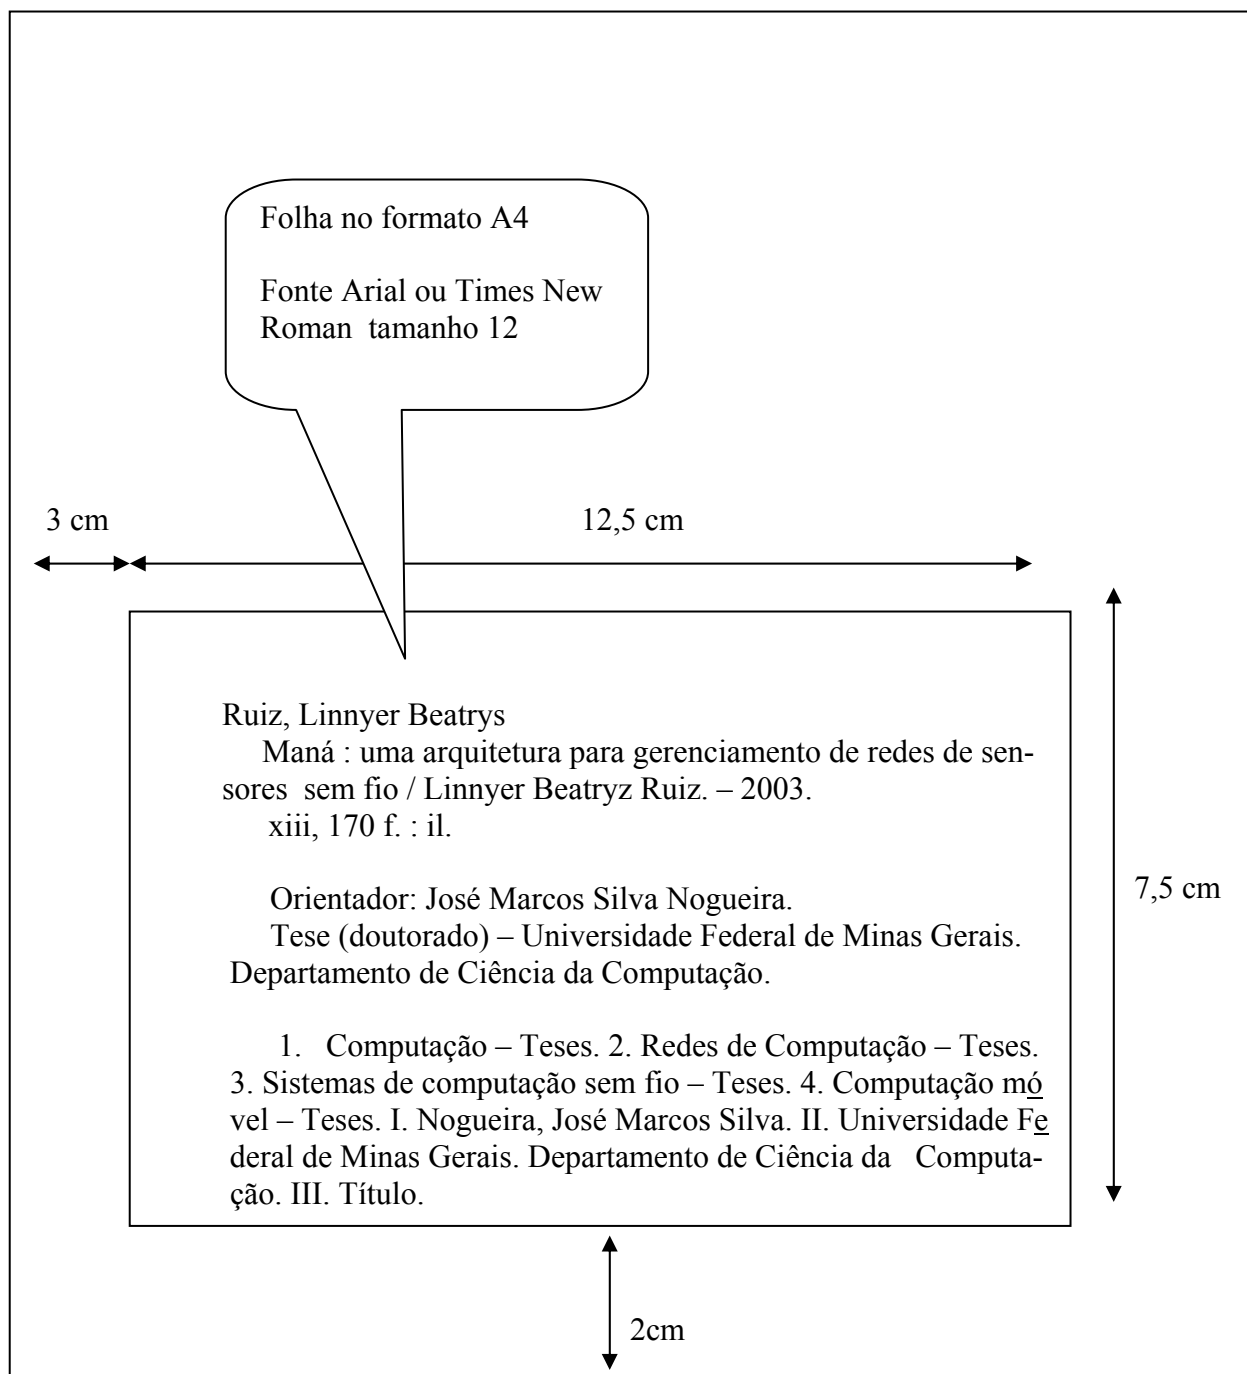 Folha no formato A4
Fonte Arial ou Times New
Roman  tamanho 12
3 cm
12,5 cm
Ruiz, Linnyer Beatrys
Maná : uma arquitetura para gerenciamento de redes de sen-
sores  sem fio / Linnyer Beatryz Ruiz. – 2003.
xiii, 170 f. : il.
Orientador: José Marcos Silva Nogueira.
Tese (doutorado) – Universidade Federal de Minas Gerais.
Departamento de Ciência da Computação.
7,5 cm
1.   Computação – Teses. 2. Redes de Computação – Teses.
3. Sistemas de computação sem fio – Teses. 4. Computação mó
vel – Teses. I. Nogueira, José Marcos Silva. II. Universidade Fe
deral de Minas Gerais. Departamento de Ciência da   Computa-
ção. III. Título.
2cm